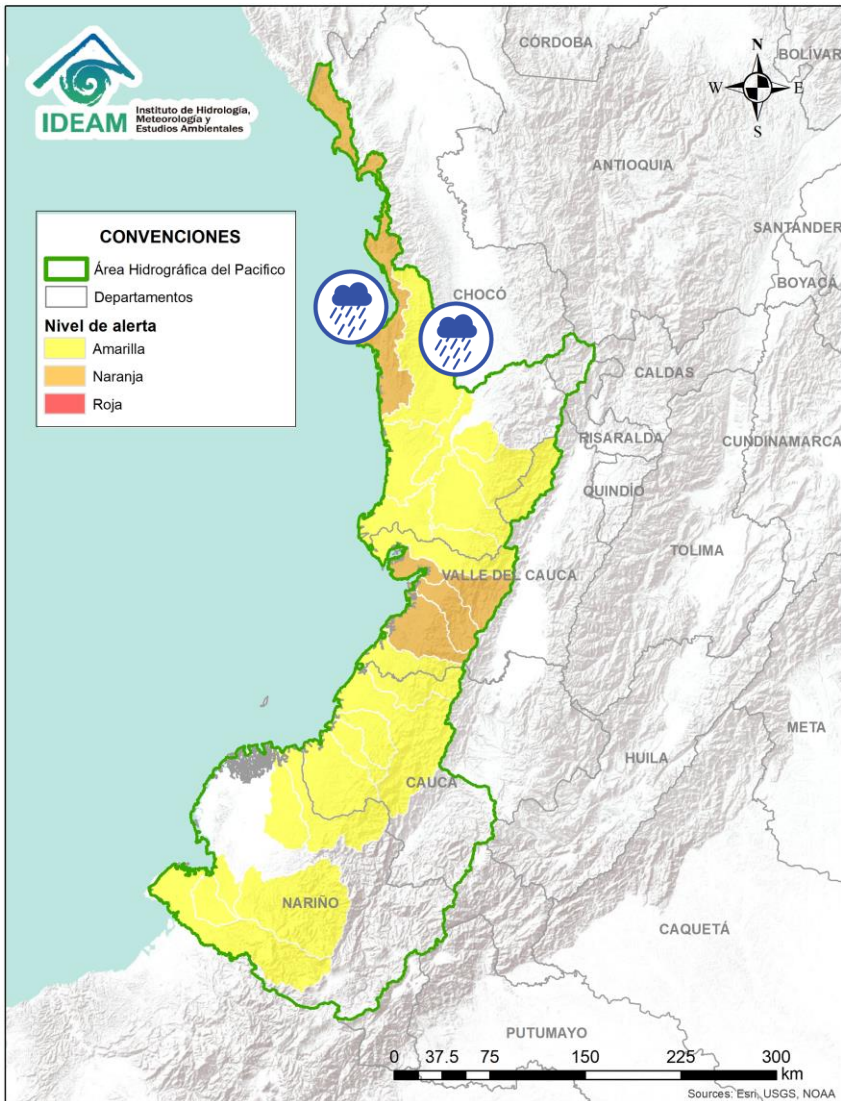 IDEAM
Instituto de Hidrología,
Meteorología y
Estudios Ambientales
CÓRDOBA
BOLÍVAR
N
W
E
S
ANTIOQUIA
SANTANDER
BOYACÁ
CONVENCIONES
Área Hidrográfica del Pacifico
Departamentos
Nivel de alerta
Amarilla
Naranja
Roja
CHOCÓ
CALDAS
RISARALDA
CUNDINAMARCA
QUINDÍO
TOLIMA
VALLE DEL CAUCA
META
HUILA
CAUCA
NARIÑO
CAQUETÁ
PUTUMAYO
0 37.5 75 150 225 300
km
Sources: Esri, USGS, NOAA